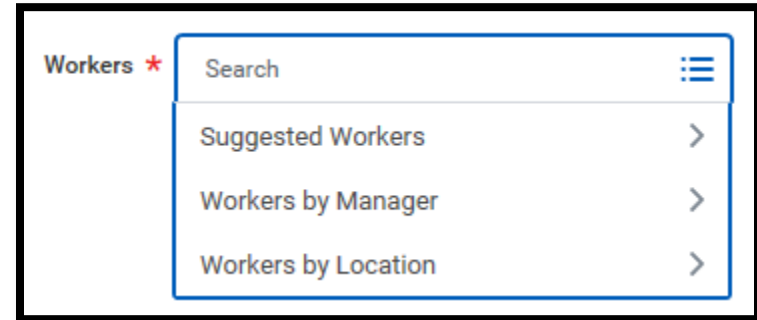 Workers * Search
Suggested Workers
Workers by Manager
Workers by Location